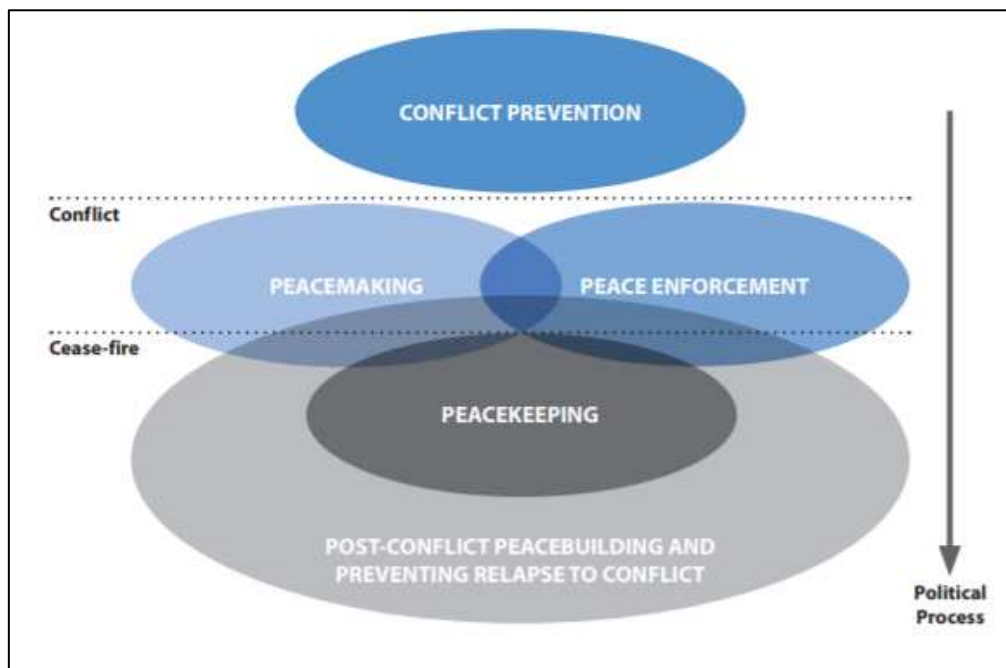 CONFLICT PREVENTION
Conflict
PEACEMAKING
PEACE ENFORCEMENT
Cease-fire
PEACEKEEPING
POST-CONFLICT PEACEBUILDING AND
PREVENTING RELAPSE TO CONFLICT
Political
Process